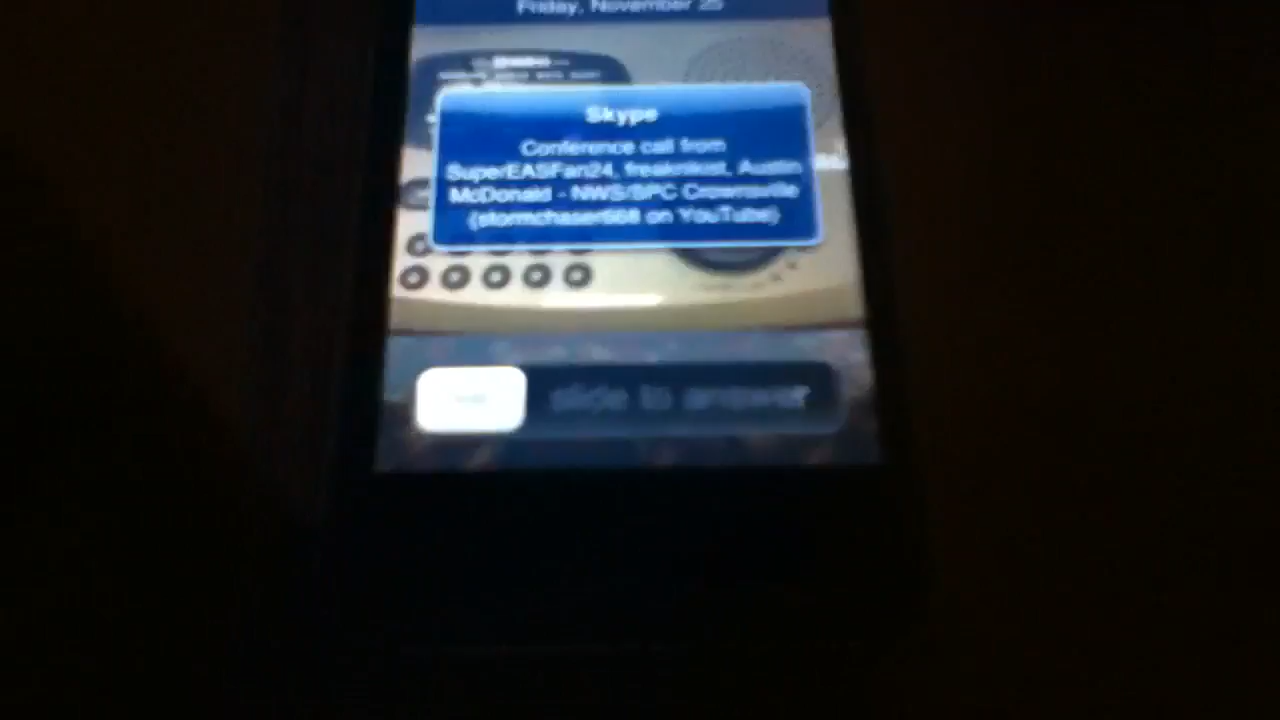 Friday, November 25
Skype
Conference call from
SuperEASFan24, freaknikost, Austin
McDonald - NWS/SPC Crownsville
(stormchaser568 on YouTube)
slide to answer